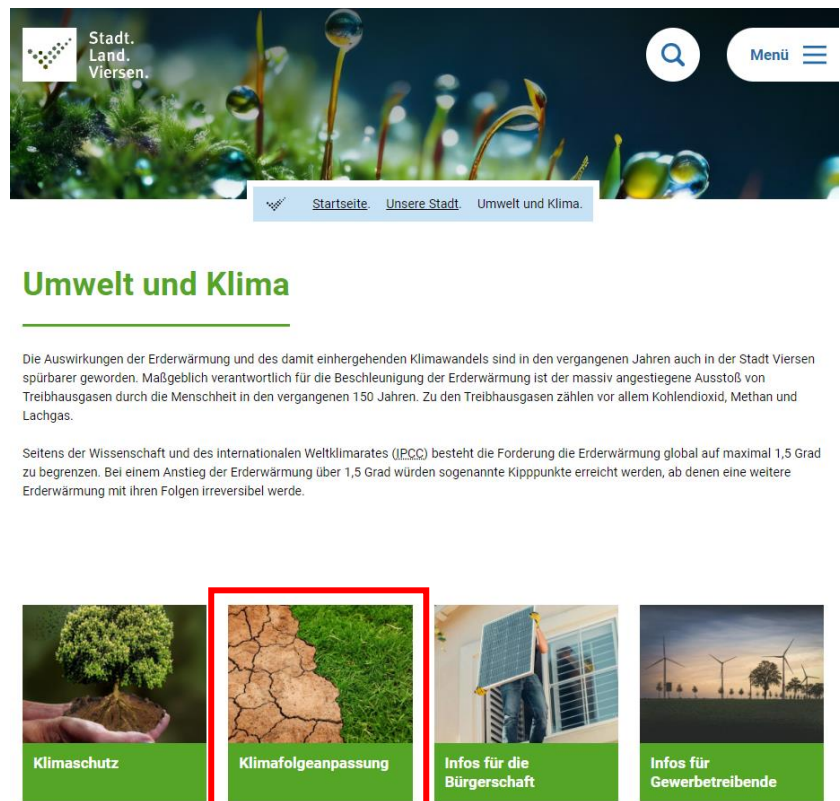 Stadt.
Land.
Viersen.
Menü
Startseite. Unsere Stadt. Umwelt und Klima.
Umwelt und Klima
Die Auswirkungen der Erderwärmung und des damit einhergehenden Klimawandels sind in den vergangenen Jahren auch in der Stadt Viersen
spürbarer geworden. Maßgeblich verantwortlich für die Beschleunigung der Erderwärmung ist der massiv angestiegene Ausstoß von
Treibhausgasen durch die Menschheit in den vergangenen 150 Jahren. Zu den Treibhausgasen zählen vor allem Kohlendioxid, Methan und
Lachgas.
Seitens der Wissenschaft und des internationalen Weltklimarates (IPCC) besteht die Forderung die Erderwärmung global auf maximal 1,5 Grad
zu begrenzen. Bei einem Anstieg der Erderwärmung über 1,5 Grad würden sogenannte Kipppunkte erreicht werden, ab denen eine weitere
Erderwärmung mit ihren Folgen irreversibel werde.
Klimaschutz
Klimafolgeanpassung
Infos für die
Bürgerschaft
Infos für
Gewerbetreibende